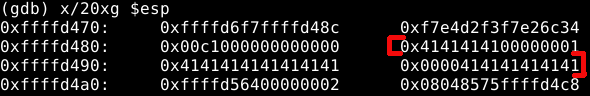 (gdb) x/20xg $esp
0xffffd470: 0xffffd6f7ffffd48c 0xf7e4d2f3f7e26c34
0xffffd480: 0x00c1000000000000 0x4141414100000001
0xffffd490: 0x4141414141414141 0x0000414141414141
0xffffd4a0: 0xffffd56400000002 0x08048575ffffd4c8